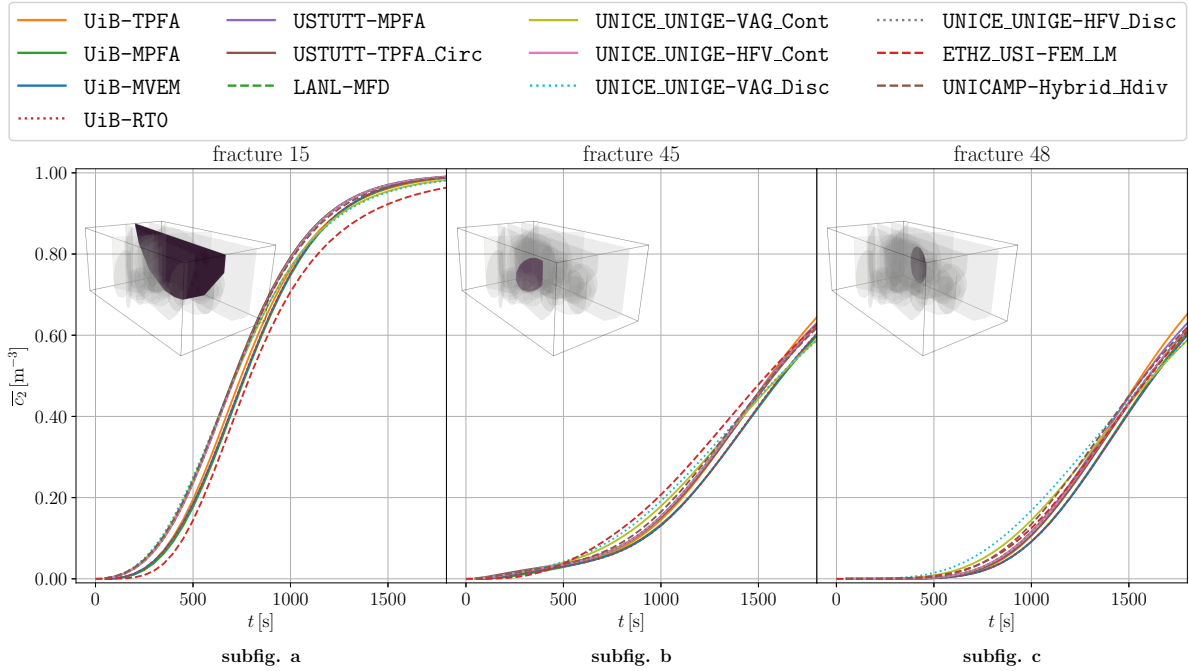 UiB-TPFA USTUTT-MPFA UNICE_UNIGE-VAG_Cont UNICE_UNIGE-HFV_Disc
UiB-MPFA USTUTT-TPFA_Circ UNICE_UNIGE-HFV_Cont ETHZ_USI-FEM_LM
UiB-MVEM LANL-MFD UNICE_UNIGE-VAG_Disc UNICAMP-Hybrid_Hdiv
UiB-RT0
fracture 15 fracture 45 fracture 48
1.00
0.80
0.60
0.40
0.20
0.00
c̅₂ [m⁻³]
0 500 1000 1500 0 500 1000 1500 0 500 1000 1500
t [s] t [s] t [s]
subfig. a subfig. b subfig. c